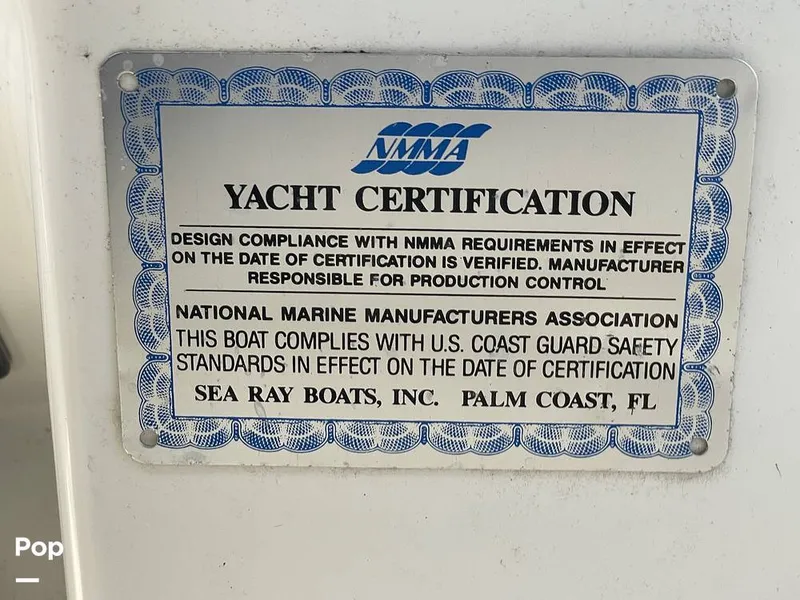 NMMA
YACHT CERTIFICATION
DESIGN COMPLIANCE WITH NMMA REQUIREMENTS IN EFFECT
ON THE DATE OF CERTIFICATION IS VERIFIED. MANUFACTURER
RESPONSIBLE FOR PRODUCTION CONTROL
NATIONAL MARINE MANUFACTURERS ASSOCIATION
THIS BOAT COMPLIES WITH U.S. COAST GUARD SAFETY
STANDARDS IN EFFECT ON THE DATE OF CERTIFICATION
SEA RAY BOATS, INC. PALM COAST, FL
Pop